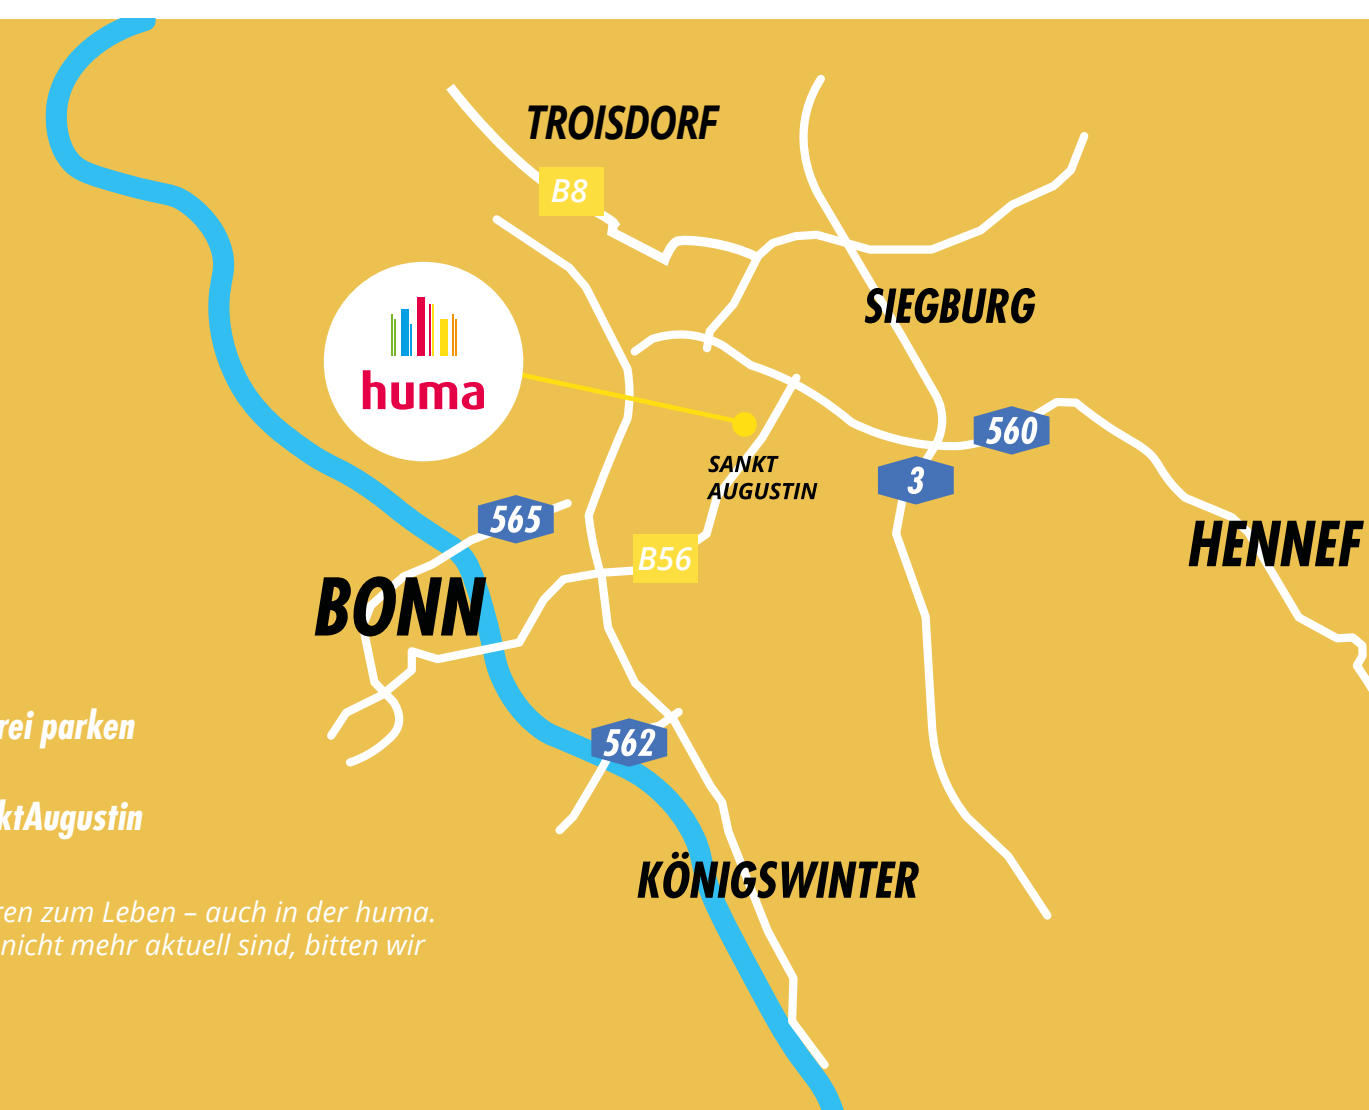 TROISDORF
B8
SIEGBURG
huma
560
SANKT
AUGUSTIN
3
565
HENNEF
B56
BONN
rei parken
562
ktAugustin
KÖNIGSWINTER
ren zum Leben – auch in der huma.
nicht mehr aktuell sind, bitten wir